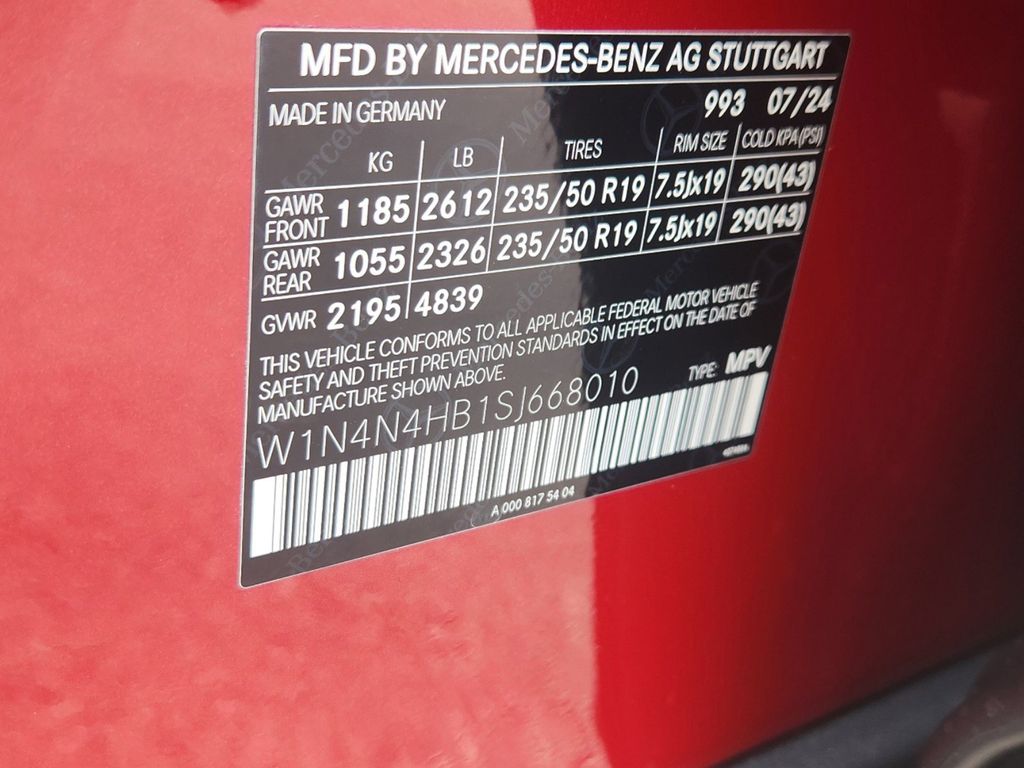 MFD BY MERCEDES-BENZ AG STUTTGART
MADE IN GERMANY 993 07/24
KG LB TIRES RIM SIZE COLD KPA(PSI)
GAWR FRONT 1185 2612 235/50 R19 7.5Jx19 290(43)
GAWR REAR 1055 2326 235/50 R19 7.5Jx19 290(43)
GVWR 2195 4839
THIS VEHICLE CONFORMS TO ALL APPLICABLE FEDERAL MOTOR VEHICLE
SAFETY AND THEFT PREVENTION STANDARDS IN EFFECT ON THE DATE OF
MANUFACTURE SHOWN ABOVE.
TYPE: MPV
W1N4N4HB1SJ668010
A 000 817 54 04